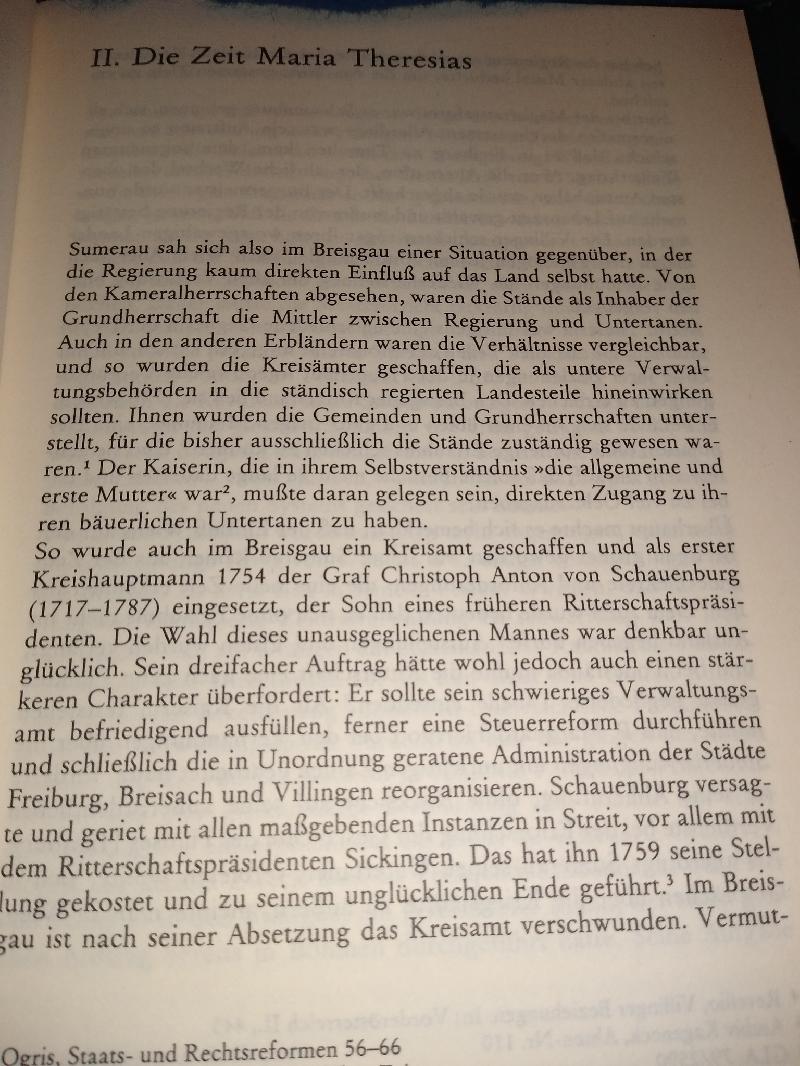 II. Die Zeit Maria Theresias
Sumerau sah sich also im Breisgau einer Situation gegenüber, in der
die Regierung kaum direkten Einfluß auf das Land selbst hatte. Von
den Kameralherrschaften abgesehen, waren die Stände als Inhaber der
Grundherrschaft die Mittler zwischen Regierung und Untertanen.
Auch in den anderen Erbländern waren die Verhältnisse vergleichbar,
und so wurden die Kreisämter geschaffen, die als untere Verwal-
tungsbehörden in die ständisch regierten Landesteile hineinwirken
sollten. Ihnen wurden die Gemeinden und Grundherrschaften unter-
stellt, für die bisher ausschließlich die Stände zuständig gewesen wa-
ren.¹ Der Kaiserin, die in ihrem Selbstverständnis »die allgemeine und
erste Mutter« war², mußte daran gelegen sein, direkten Zugang zu ih-
ren bäuerlichen Untertanen zu haben.
So wurde auch im Breisgau ein Kreisamt geschaffen und als erster
Kreishauptmann 1754 der Graf Christoph Anton von Schauenburg
(1717–1787) eingesetzt, der Sohn eines früheren Ritterschaftspräsi-
denten. Die Wahl dieses unausgeglichenen Mannes war denkbar un-
glücklich. Sein dreifacher Auftrag hätte wohl jedoch auch einen stär-
keren Charakter überfordert: Er sollte sein schwieriges Verwaltungs-
amt befriedigend ausfüllen, ferner eine Steuerreform durchführen
und schließlich die in Unordnung geratene Administration der Städte
Freiburg, Breisach und Villingen reorganisieren. Schauenburg versag-
te und geriet mit allen maßgebenden Instanzen in Streit, vor allem mit
dem Ritterschaftspräsidenten Sickingen. Das hat ihn 1759 seine Stel-
lung gekostet und zu seinem unglücklichen Ende geführt.³ Im Breis-
gau ist nach seiner Absetzung das Kreisamt verschwunden. Vermut-
Ogris, Staats- und Rechtsreformen 56–66